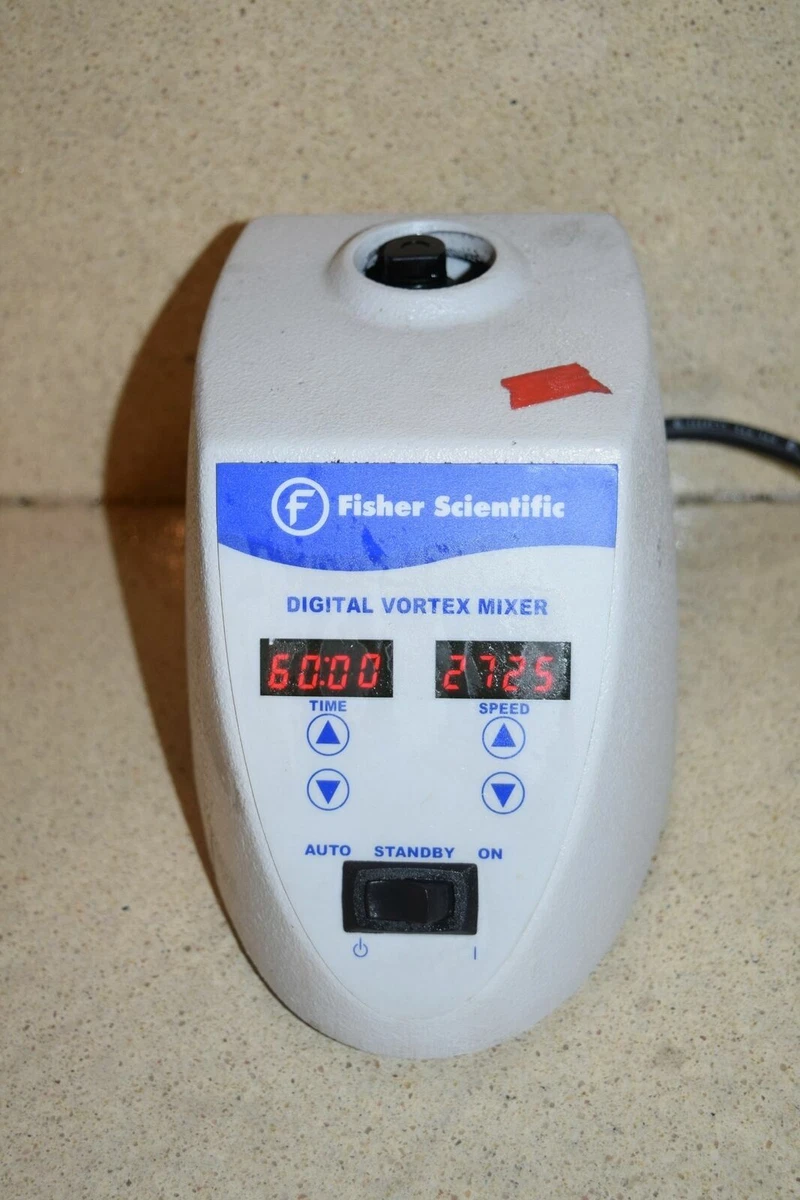 F Fisher Scientific
DIGITAL VORTEX MIXER
60:00 2725
TIME SPEED
AUTO STANDBY ON